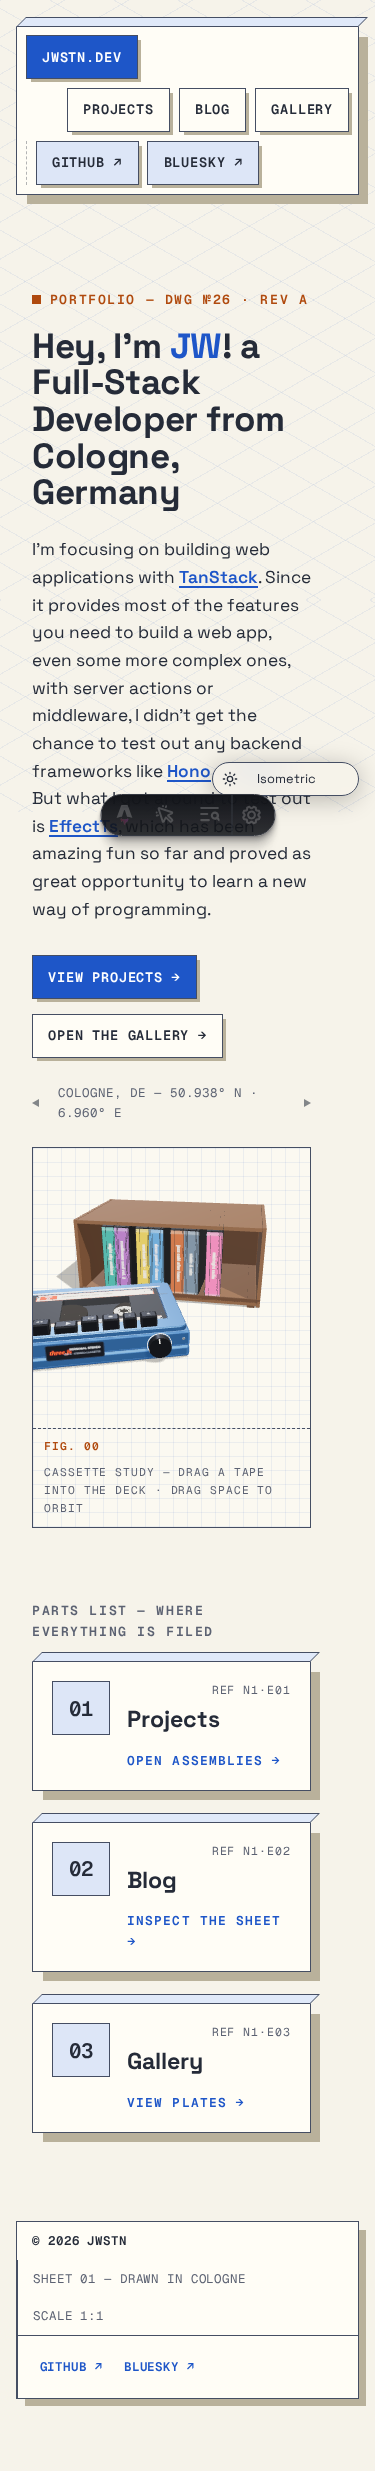 JWSTN.DEV
PROJECTS
BLOG
GALLERY
GITHUB ↗
BLUESKY ↗
PORTFOLIO — DWG №26 · REV A
Hey, I'm JW! a
Full-Stack
Developer from
Cologne,
Germany
I'm focusing on building web
applications with TanStack. Since
it provides most of the features
you need to build a web app,
even some more complex ones,
with server actions or
middleware, I didn't get the
chance to test out any backend
frameworks like Hono
Isometric
But what out
is EffectTs, which has been
amazing fun so far and proved as
great opportunity to learn a new
way of programming.
VIEW PROJECTS →
OPEN THE GALLERY →
COLOGNE, DE — 50.938° N ·
6.960° E
FIG. 00
CASSETTE STUDY — DRAG A TAPE
INTO THE DECK · DRAG SPACE TO
ORBIT
PARTS LIST — WHERE
EVERYTHING IS FILED
REF N1·E01
01
Projects
OPEN ASSEMBLIES →
REF N1·E02
02
Blog
INSPECT THE SHEET
→
REF N1·E03
03
Gallery
VIEW PLATES →
© 2026 JWSTN
SHEET 01 — DRAWN IN COLOGNE
SCALE 1:1
GITHUB ↗
BLUESKY ↗